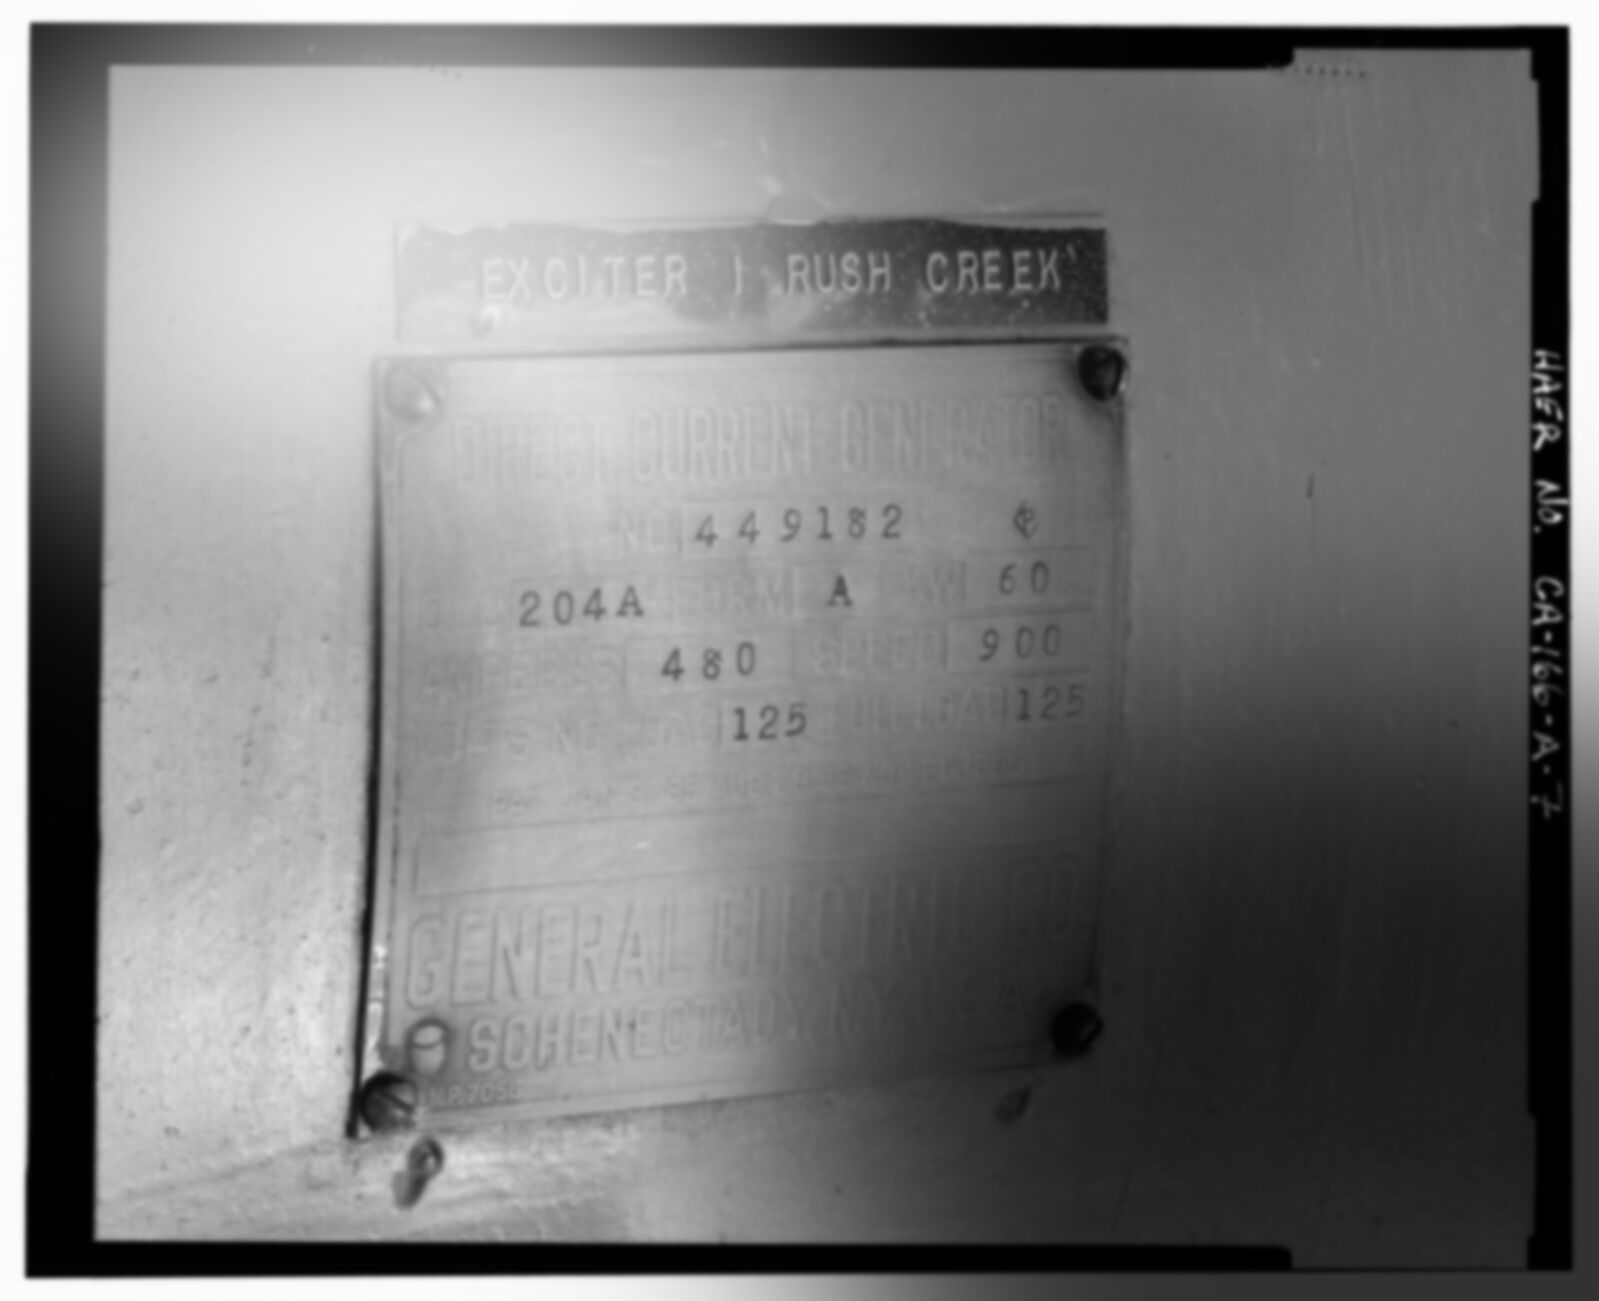 EXCITER 1 RUSH CREEK
DIRECT CURRENT GENERATOR
NO 449182
204A FORM A KW 60
AMPERES 480 SPEED 900
VOLTS NO LOAD 125 FULL LOAD 125
GENERAL ELECTRIC CO
SCHENECTADY, N.Y. U.S.A.
HAER NO. CA-166-A-7